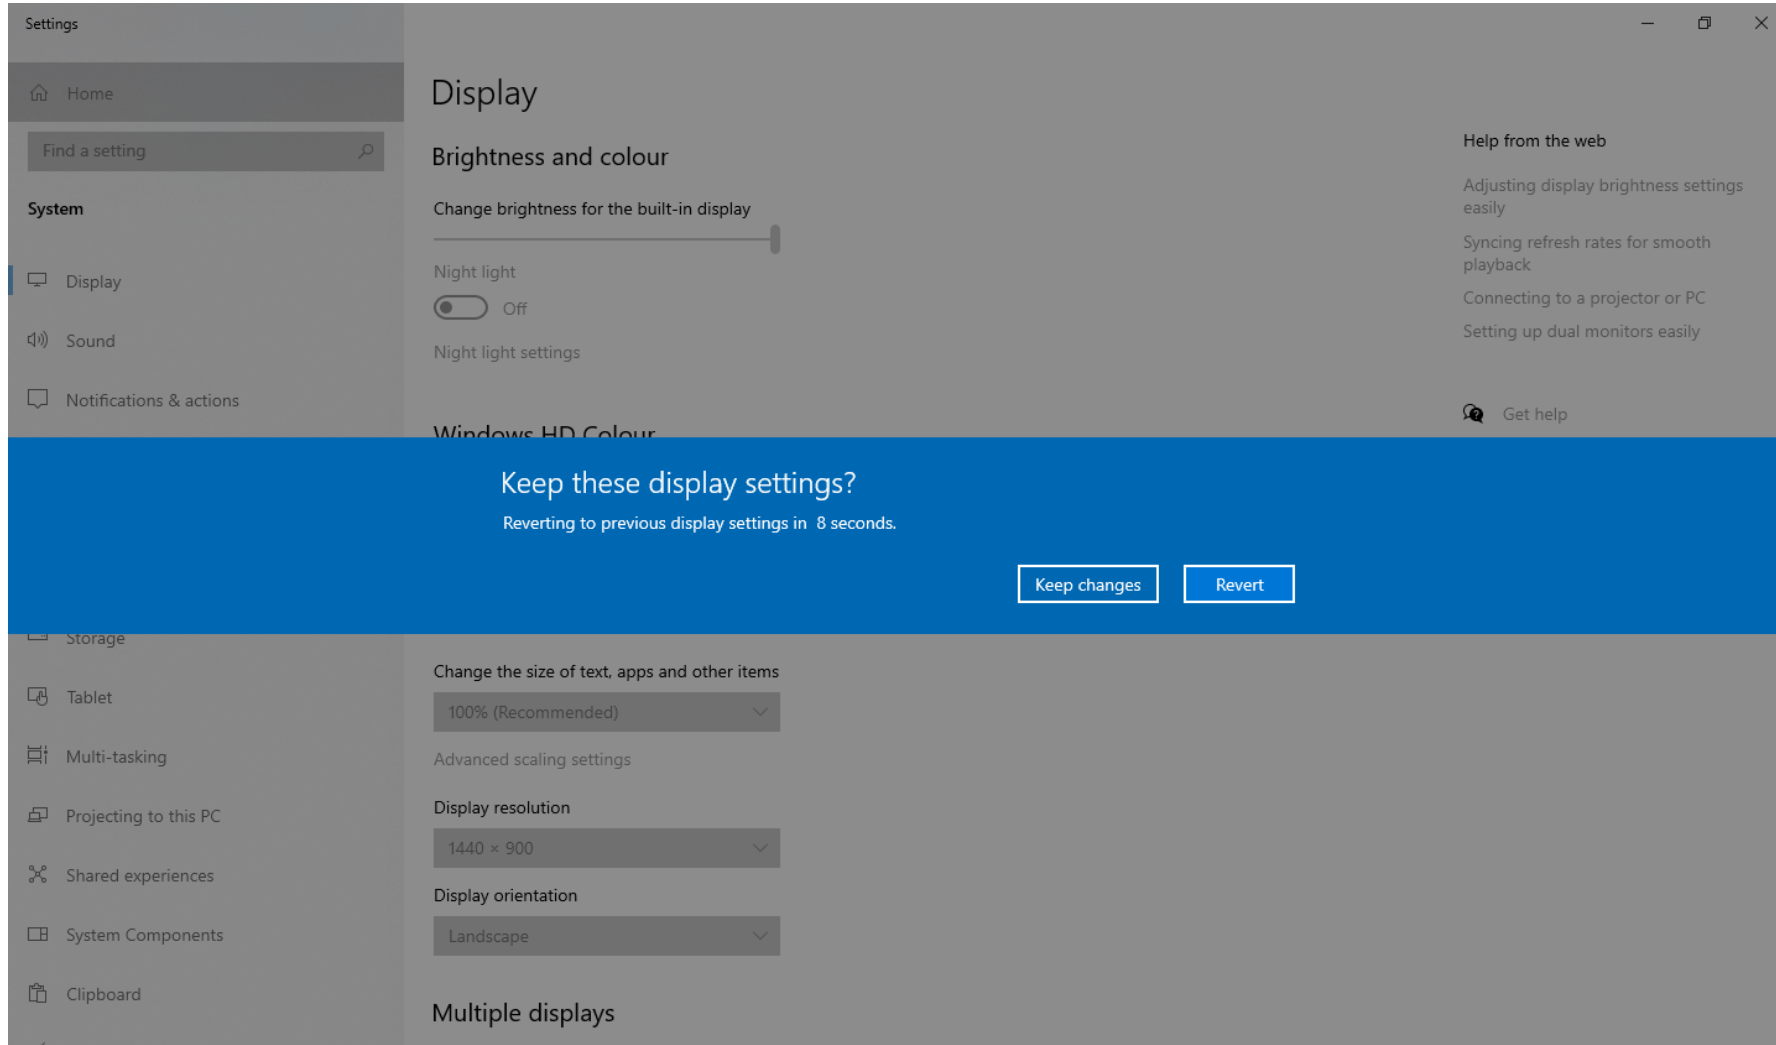 Settings
Home
Find a setting
System
Display
Sound
Notifications & actions
Storage
Tablet
Multi-tasking
Projecting to this PC
Shared experiences
System Components
Clipboard
Display
Brightness and colour
Change brightness for the built-in display
Night light
Off
Night light settings
Windows HD Colour
Keep these display settings?
Reverting to previous display settings in 8 seconds.
Keep changes
Revert
Change the size of text, apps and other items
100% (Recommended)
Advanced scaling settings
Display resolution
1440 × 900
Display orientation
Landscape
Multiple displays
Help from the web
Adjusting display brightness settings
easily
Syncing refresh rates for smooth
playback
Connecting to a projector or PC
Setting up dual monitors easily
Get help